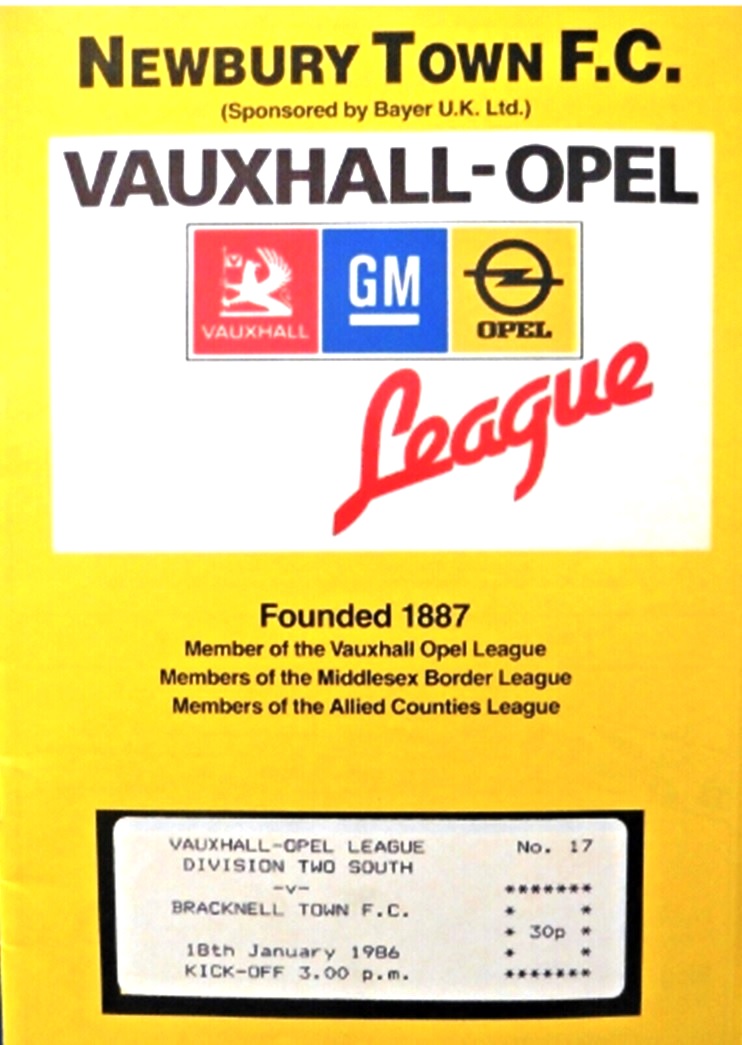 NEWBURY TOWN F.C.
(Sponsored by Bayer U.K. Ltd.)
VAUXHALL-OPEL
V
VAUXHALL
GM
OPEL
League
Founded 1887
Member of the Vauxhall Opel League
Members of the Middlesex Border League
Members of the Allied Counties League
VAUXHALL-OPEL LEAGUE No. 17
DIVISION TWO SOUTH
-v- *******
BRACKNELL TOWN F.C. * *
* 30p *
18th January 1986 * *
KICK-OFF 3.00 p.m. *******